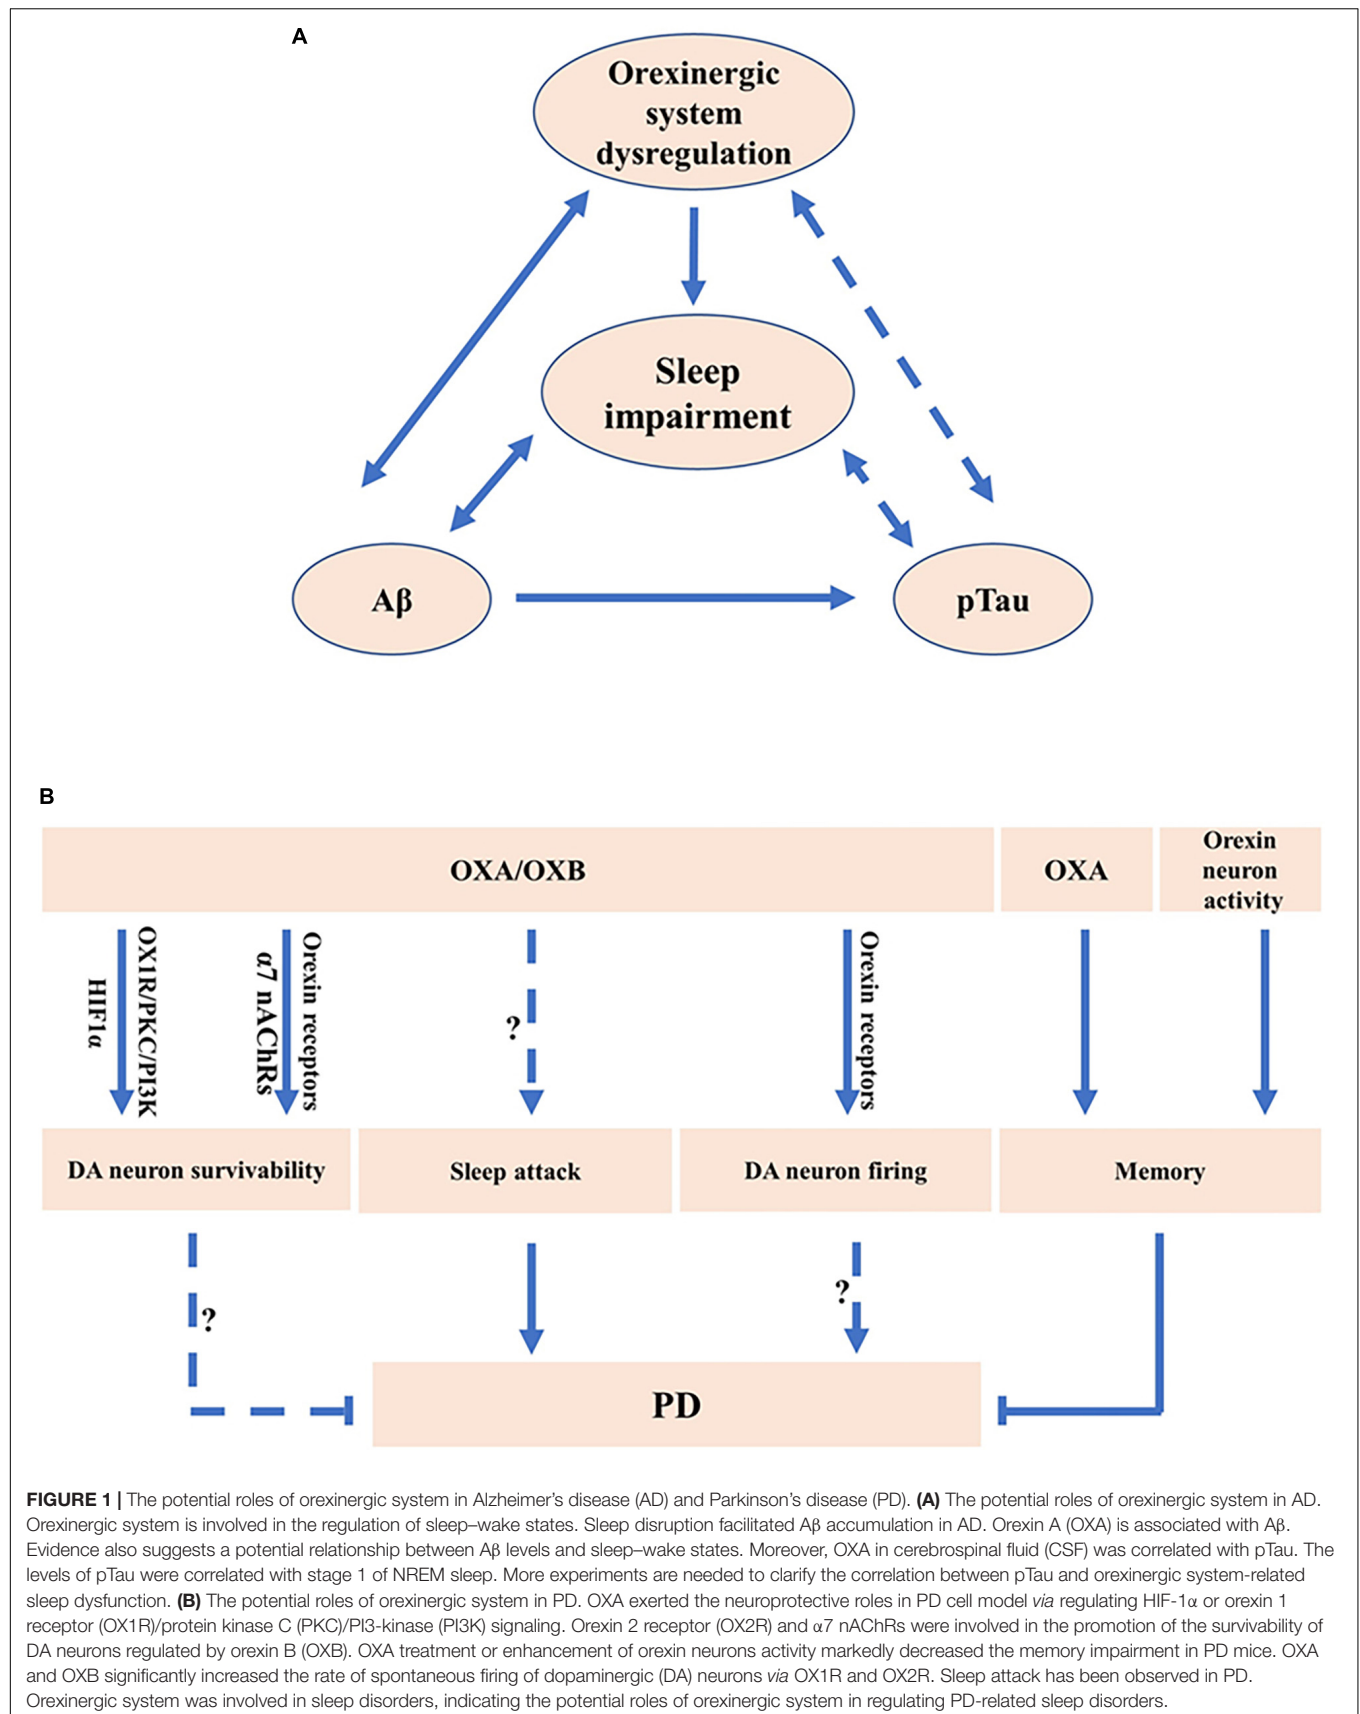 A
Orexinergic
system
dysregulation
Sleep
impairment
Aβ
pTau
B
OXA/OXB
OXA
Orexin
neuron
activity
HIF1α
OX1R/PKC/PI3K
α7 nAChRs
Orexin receptors
?
Orexin receptors
DA neuron survivability
Sleep attack
DA neuron firing
Memory
?
?
PD
FIGURE 1 | The potential roles of orexinergic system in Alzheimer’s disease (AD) and Parkinson’s disease (PD). (A) The potential roles of orexinergic system in AD.
Orexinergic system is involved in the regulation of sleep–wake states. Sleep disruption facilitated Aβ accumulation in AD. Orexin A (OXA) is associated with Aβ.
Evidence also suggests a potential relationship between Aβ levels and sleep–wake states. Moreover, OXA in cerebrospinal fluid (CSF) was correlated with pTau. The
levels of pTau were correlated with stage 1 of NREM sleep. More experiments are needed to clarify the correlation between pTau and orexinergic system-related
sleep dysfunction. (B) The potential roles of orexinergic system in PD. OXA exerted the neuroprotective roles in PD cell model via regulating HIF-1α or orexin 1
receptor (OX1R)/protein kinase C (PKC)/PI3-kinase (PI3K) signaling. Orexin 2 receptor (OX2R) and α7 nAChRs were involved in the promotion of the survivability of
DA neurons regulated by orexin B (OXB). OXA treatment or enhancement of orexin neurons activity markedly decreased the memory impairment in PD mice. OXA
and OXB significantly increased the rate of spontaneous firing of dopaminergic (DA) neurons via OX1R and OX2R. Sleep attack has been observed in PD.
Orexinergic system was involved in sleep disorders, indicating the potential roles of orexinergic system in regulating PD-related sleep disorders.